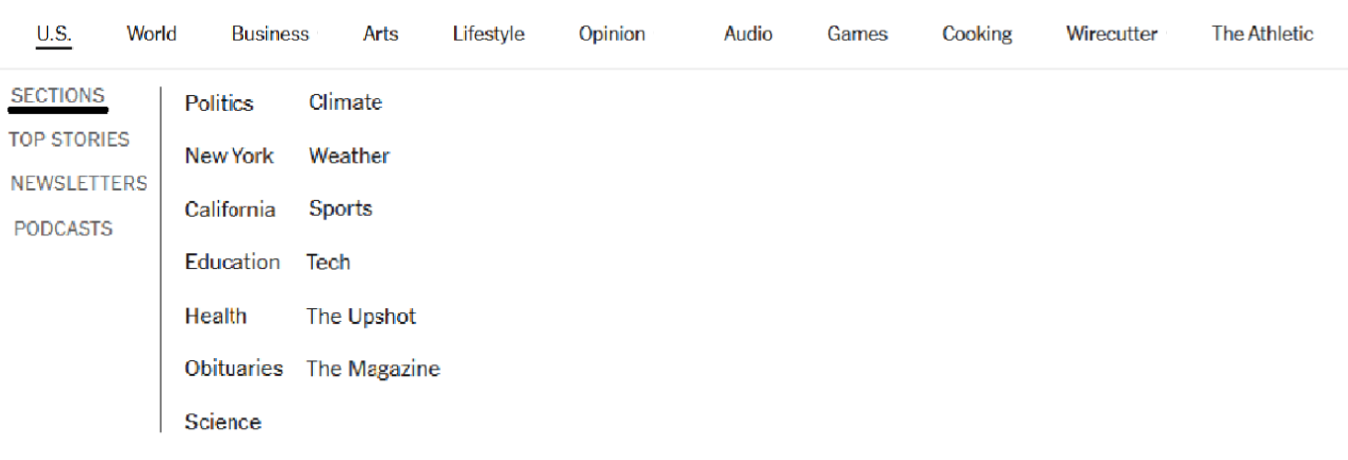 U.S. World Business Arts Lifestyle Opinion Audio Games Cooking Wirecutter The Athletic
SECTIONS
TOP STORIES
NEWSLETTERS
PODCASTS
Politics Climate
New York Weather
California Sports
Education Tech
Health The Upshot
Obituaries The Magazine
Science